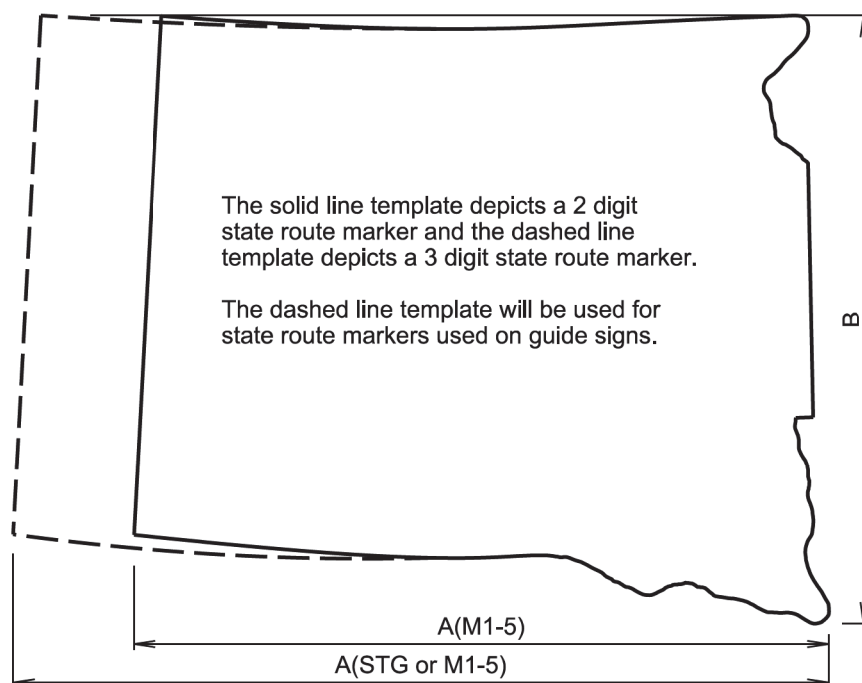 The solid line template depicts a 2 digit
state route marker and the dashed line
template depicts a 3 digit state route marker.
The dashed line template will be used for
state route markers used on guide signs.
B
A(M1-5)
A(STG or M1-5)